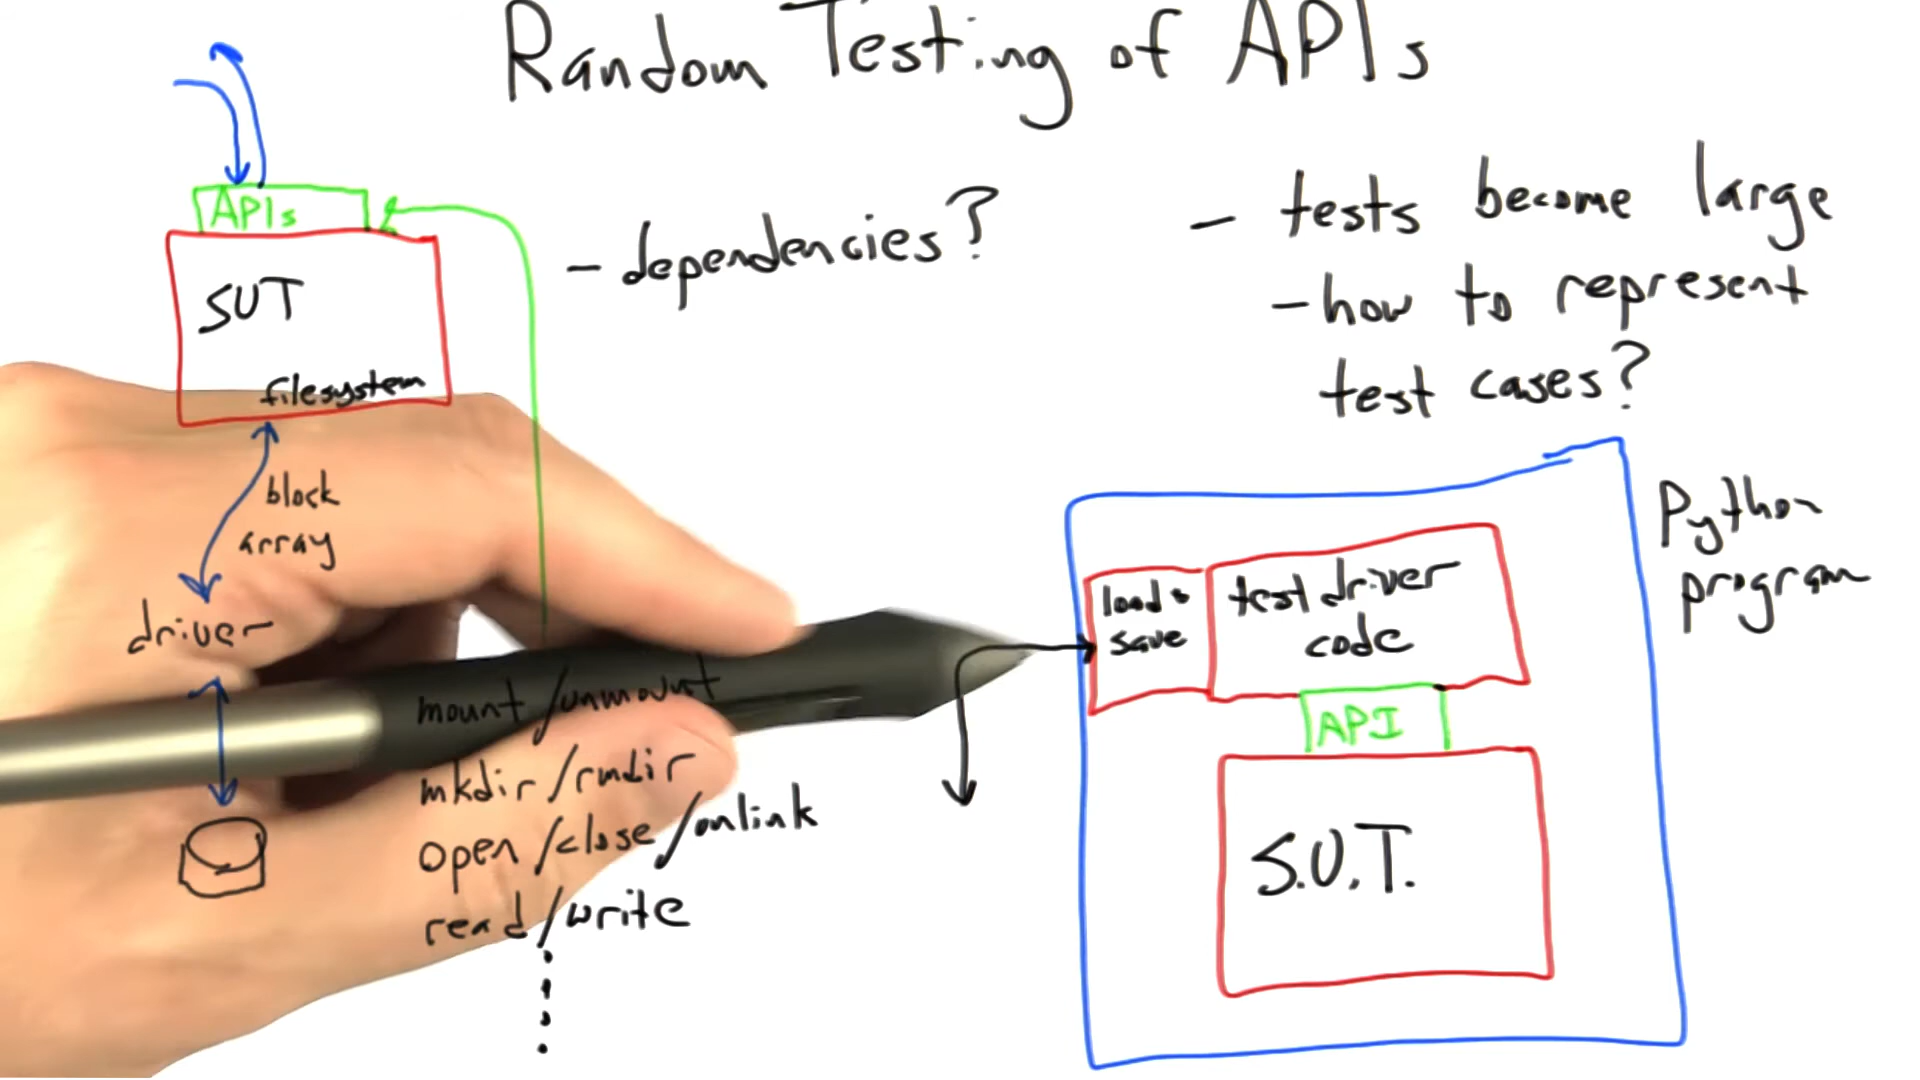 Random Testing of APIs
APIs
SUT
filesystem
block
array
driver
- dependencies?
mount/unmount
mkdir/rmdir
open/close/unlink
read/write
- tests become large
- how to represent
test cases?
Python
program
load &
save
test driver
code
API
S.U.T.